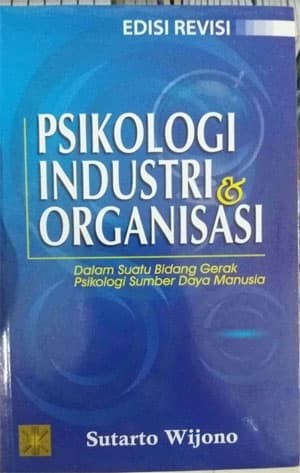 EDISI REVISI
PSIKOLOGI
INDUSTRI &
ORGANISASI
Dalam Suatu Bidang Gerak
Psikologi Sumber Daya Manusia
Sutarto Wijono